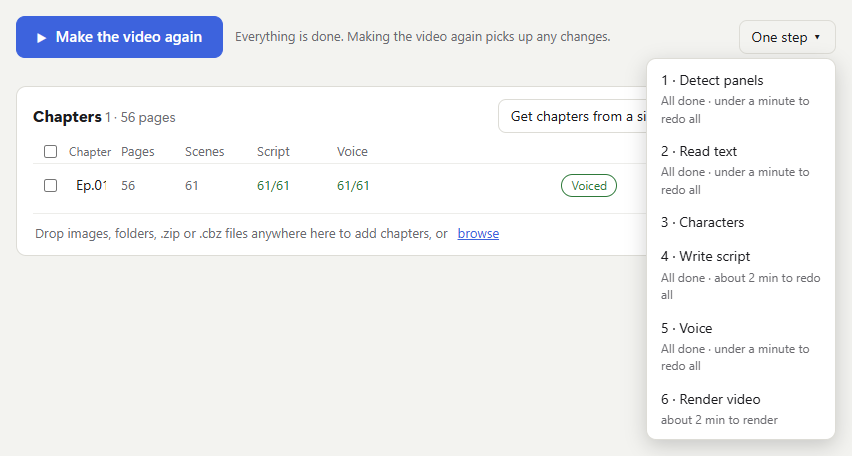 Make the video again
Everything is done. Making the video again picks up any changes.
One step
Chapters 1 · 56 pages
Get chapters from a si
Chapter Pages Scenes Script Voice
Ep.01 56 61 61/61 61/61 Voiced
Drop images, folders, .zip or .cbz files anywhere here to add chapters, or browse
1 · Detect panels
All done · under a minute to
redo all
2 · Read text
All done · under a minute to
redo all
3 · Characters
4 · Write script
All done · about 2 min to redo
all
5 · Voice
All done · under a minute to
redo all
6 · Render video
about 2 min to render